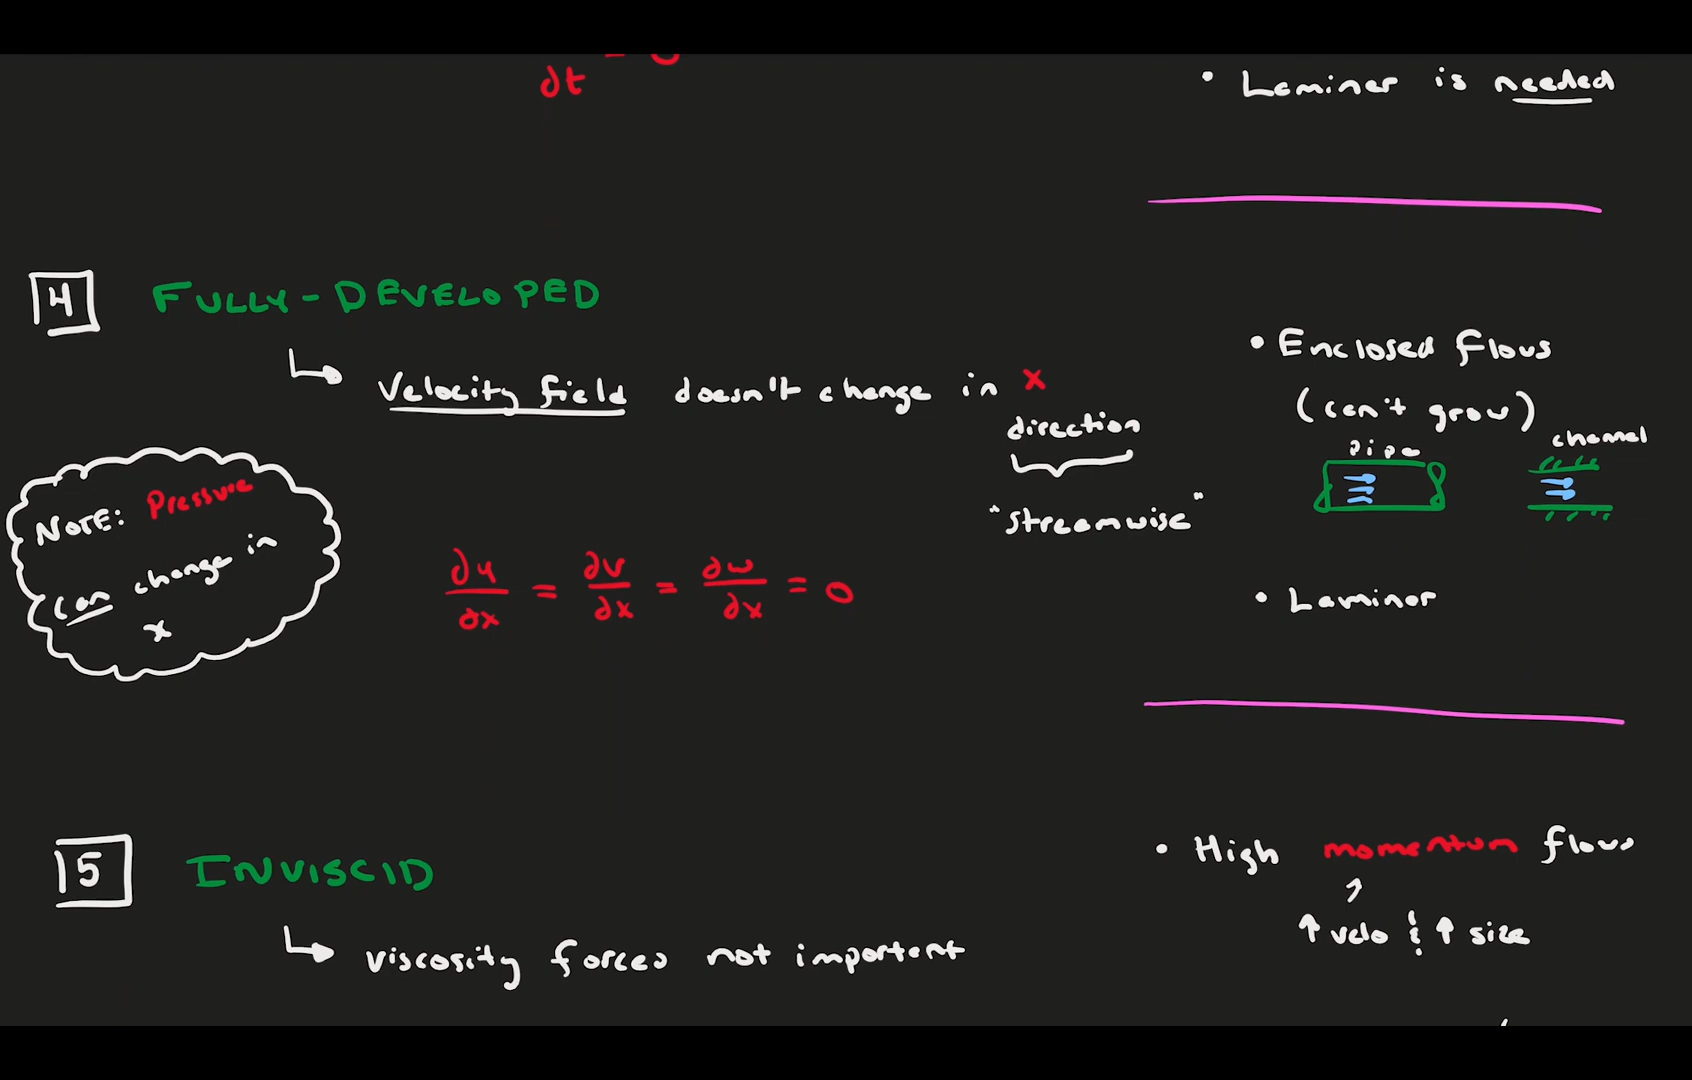 ∂t = 0
• Laminar is needed
4 FULLY-DEVELOPED
↳ Velocity field doesn't change in x
direction
"streamwise"
NOTE: Pressure
can change in
x
∂u/∂x = ∂v/∂x = ∂w/∂x = 0
• Enclosed flows
(can't grow)
pipe channel
• Laminar
5 INVISCID
↳ viscosity forces not important
• High momentum flows
↑ velo & ↑ size